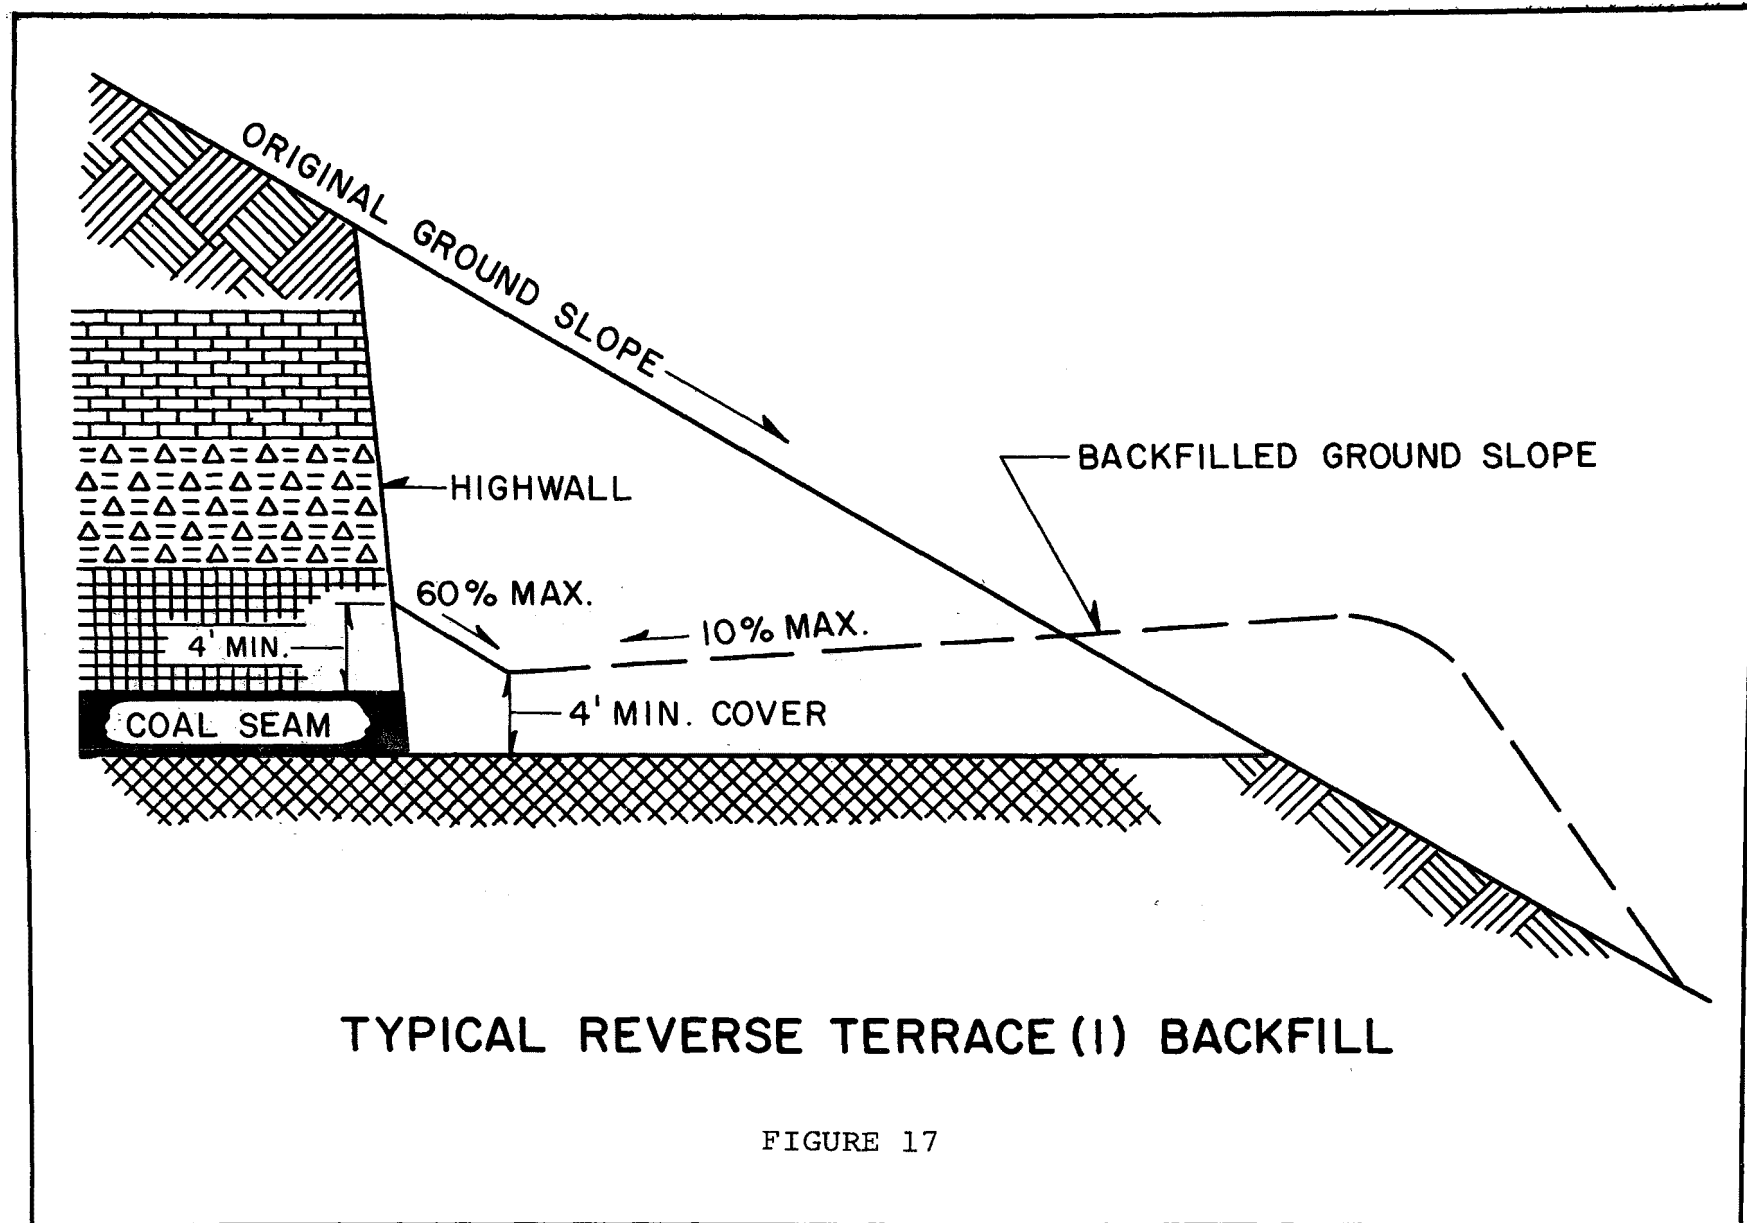 ORIGINAL GROUND SLOPE
BACKFILLED GROUND SLOPE
HIGHWALL
60% MAX.
10% MAX.
4' MIN.
4' MIN. COVER
COAL SEAM
TYPICAL REVERSE TERRACE (1) BACKFILL
FIGURE 17